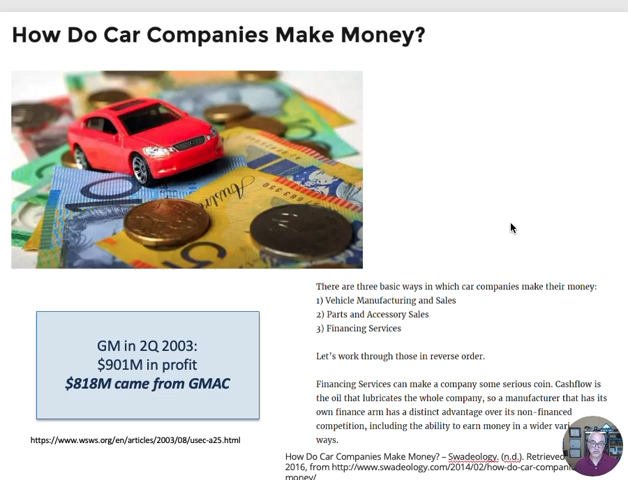 How Do Car Companies Make Money?
10
Austr
5
GM in 2Q 2003:
$901M in profit
$818M came from GMAC
https://www.wsws.org/en/articles/2003/08/usec-a25.html
There are three basic ways in which car companies make their money:
1) Vehicle Manufacturing and Sales
2) Parts and Accessory Sales
3) Financing Services
Let's work through those in reverse order.
Financing Services can make a company some serious coin. Cashflow is
the oil that lubricates the whole company, so a manufacturer that has its
own finance arm has a distinct advantage over its non-financed
competition, including the ability to earn money in a wider
ways.
How Do Car Companies Make Money? – Swadeology. (n.d.). Retrieved
2016, from http://www.swadeology.com/2014/02/how-do-car-compani
money/